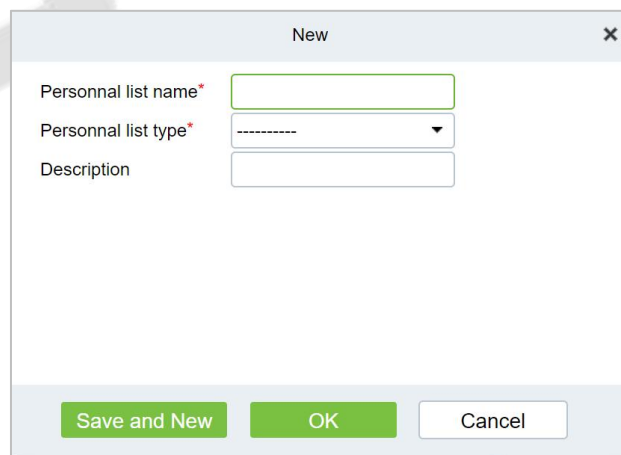 New
Personnal list name*
Personnal list type* ----------
Description
Save and New OK Cancel